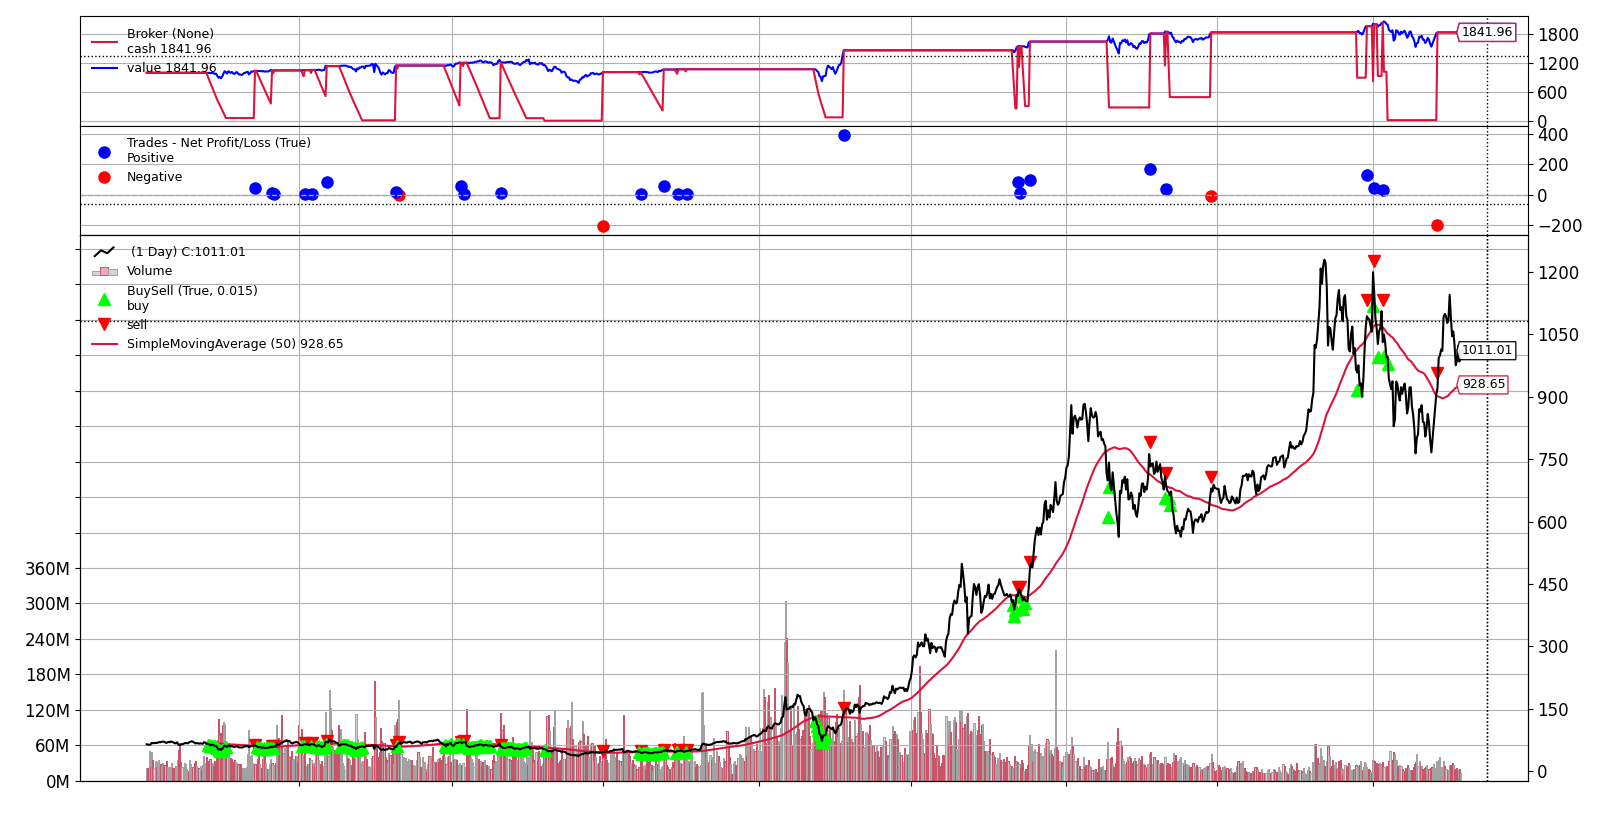 Broker (None)
cash 1841.96
value 1841.96
1841.96
1800
1200
600
0
Trades - Net Profit/Loss (True)
Positive
Negative
400
200
0
−200
(1 Day) C:1011.01
Volume
BuySell (True, 0.015)
buy
sell
SimpleMovingAverage (50) 928.65
1011.01
928.65
360M
300M
240M
180M
120M
60M
0M
1200
1050
900
750
600
450
300
150
0